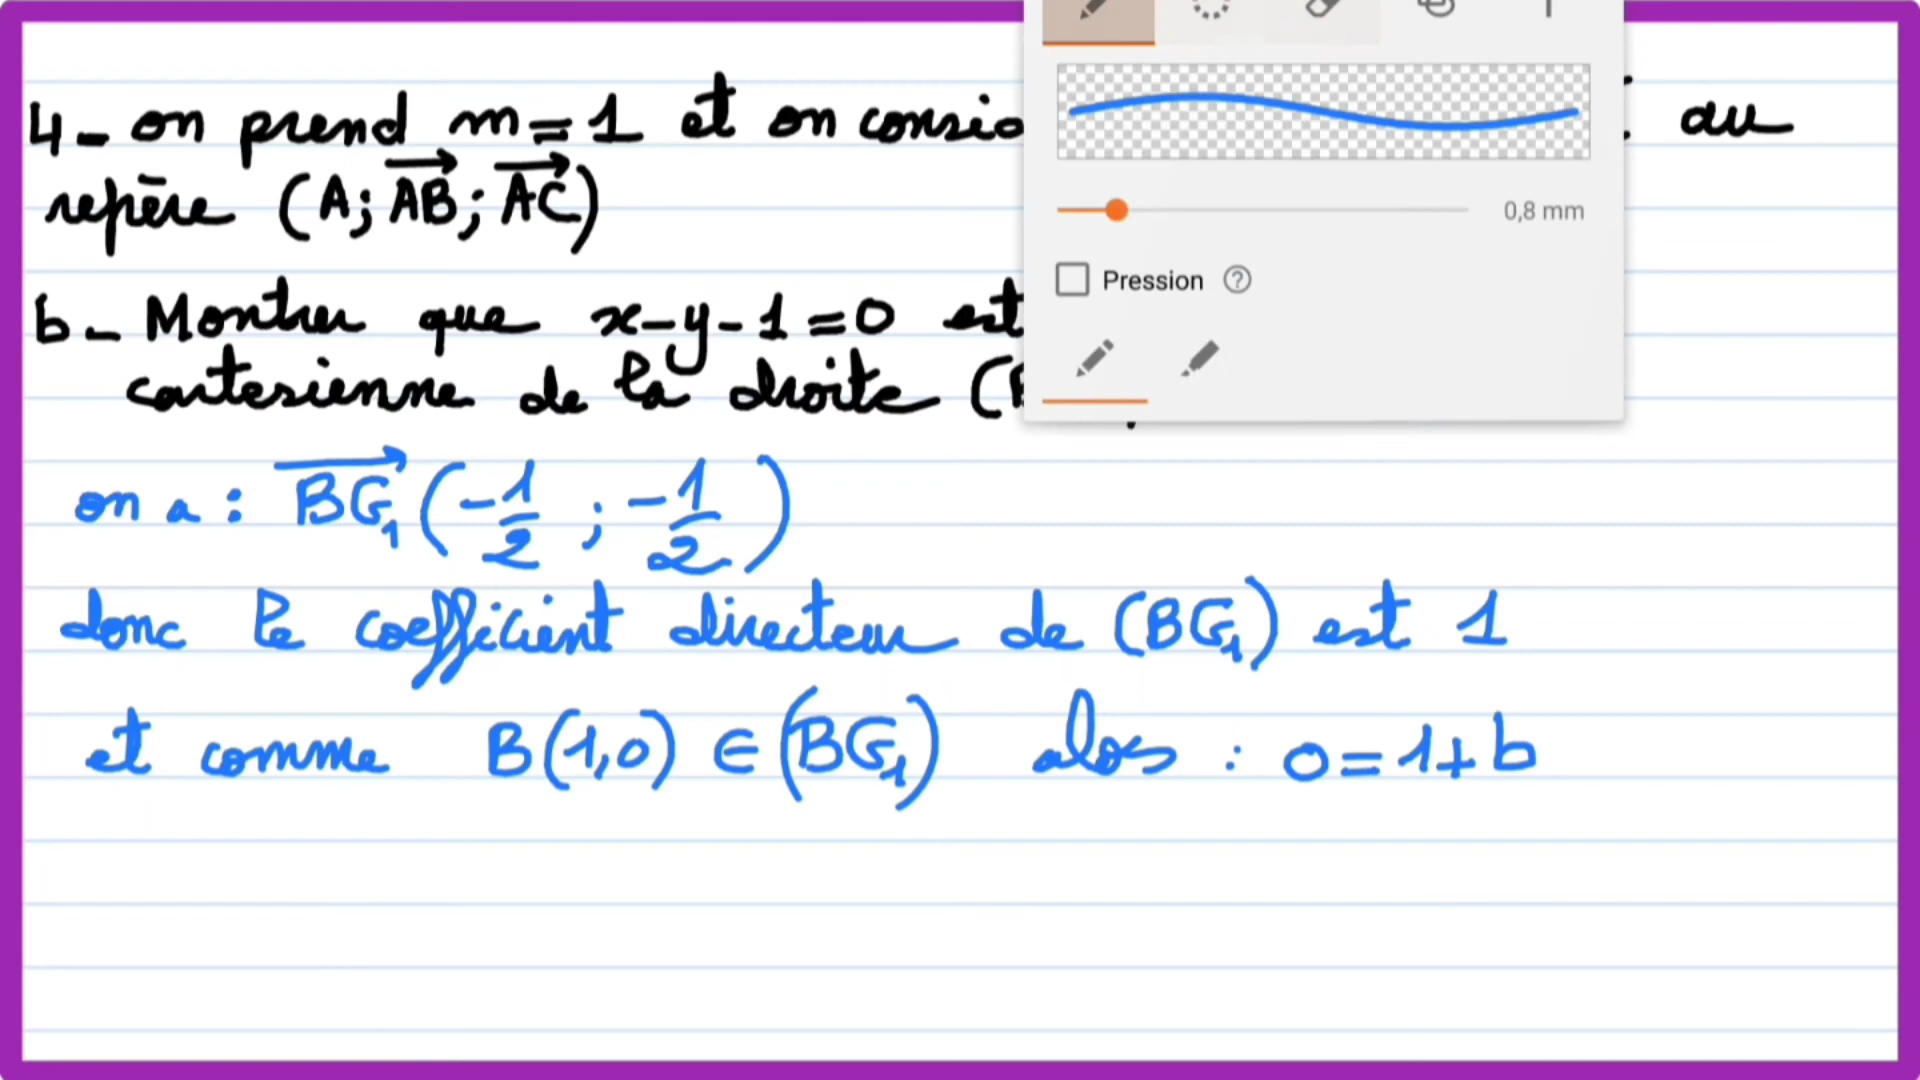 4- on prend m=1 et on au
repère (A; AB; AC)
b- Montrer que x-y-1=0 est
cartesienne de la droite
0,8 mm
Pression
on a : BG₁ (-1/2 ; -1/2)
donc le coefficient directeur de (BG₁) est 1
et comme B(1,0) ∈ (BG₁) alors : 0=1+b